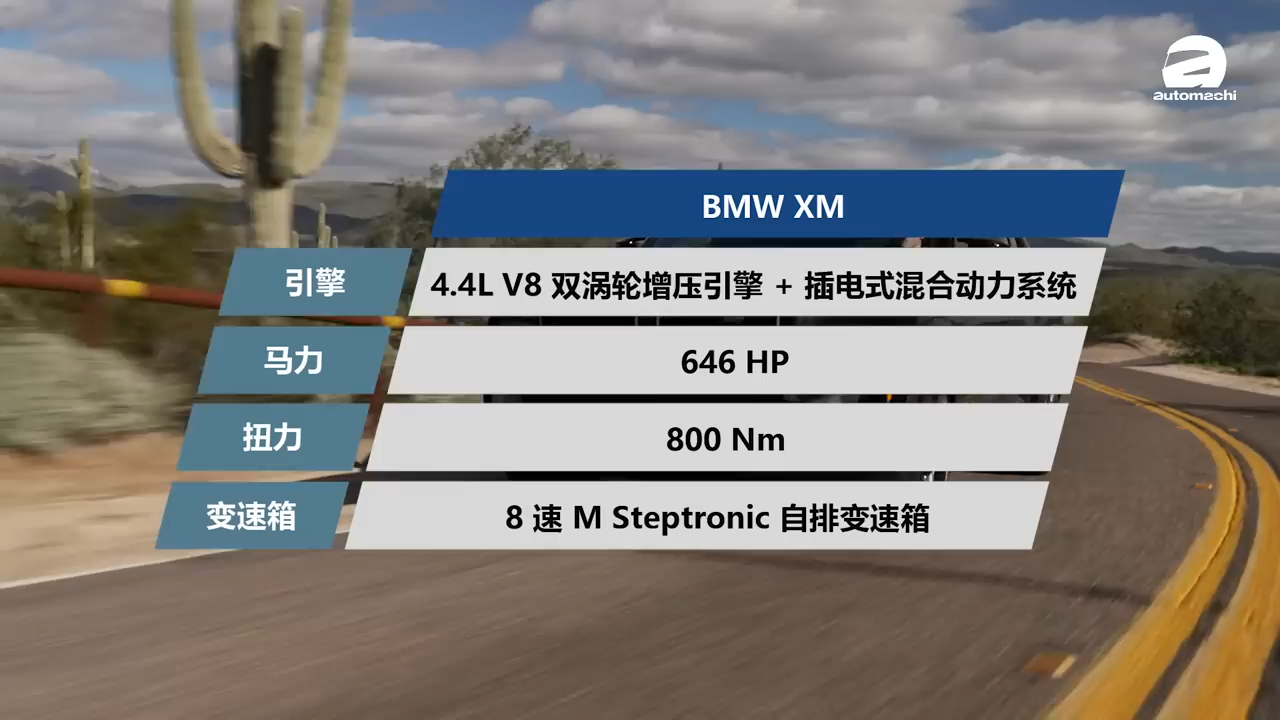 automachi
BMW XM
引擎 4.4L V8 双涡轮增压引擎 + 插电式混合动力系统
马力 646 HP
扭力 800 Nm
变速箱 8 速 M Steptronic 自排变速箱